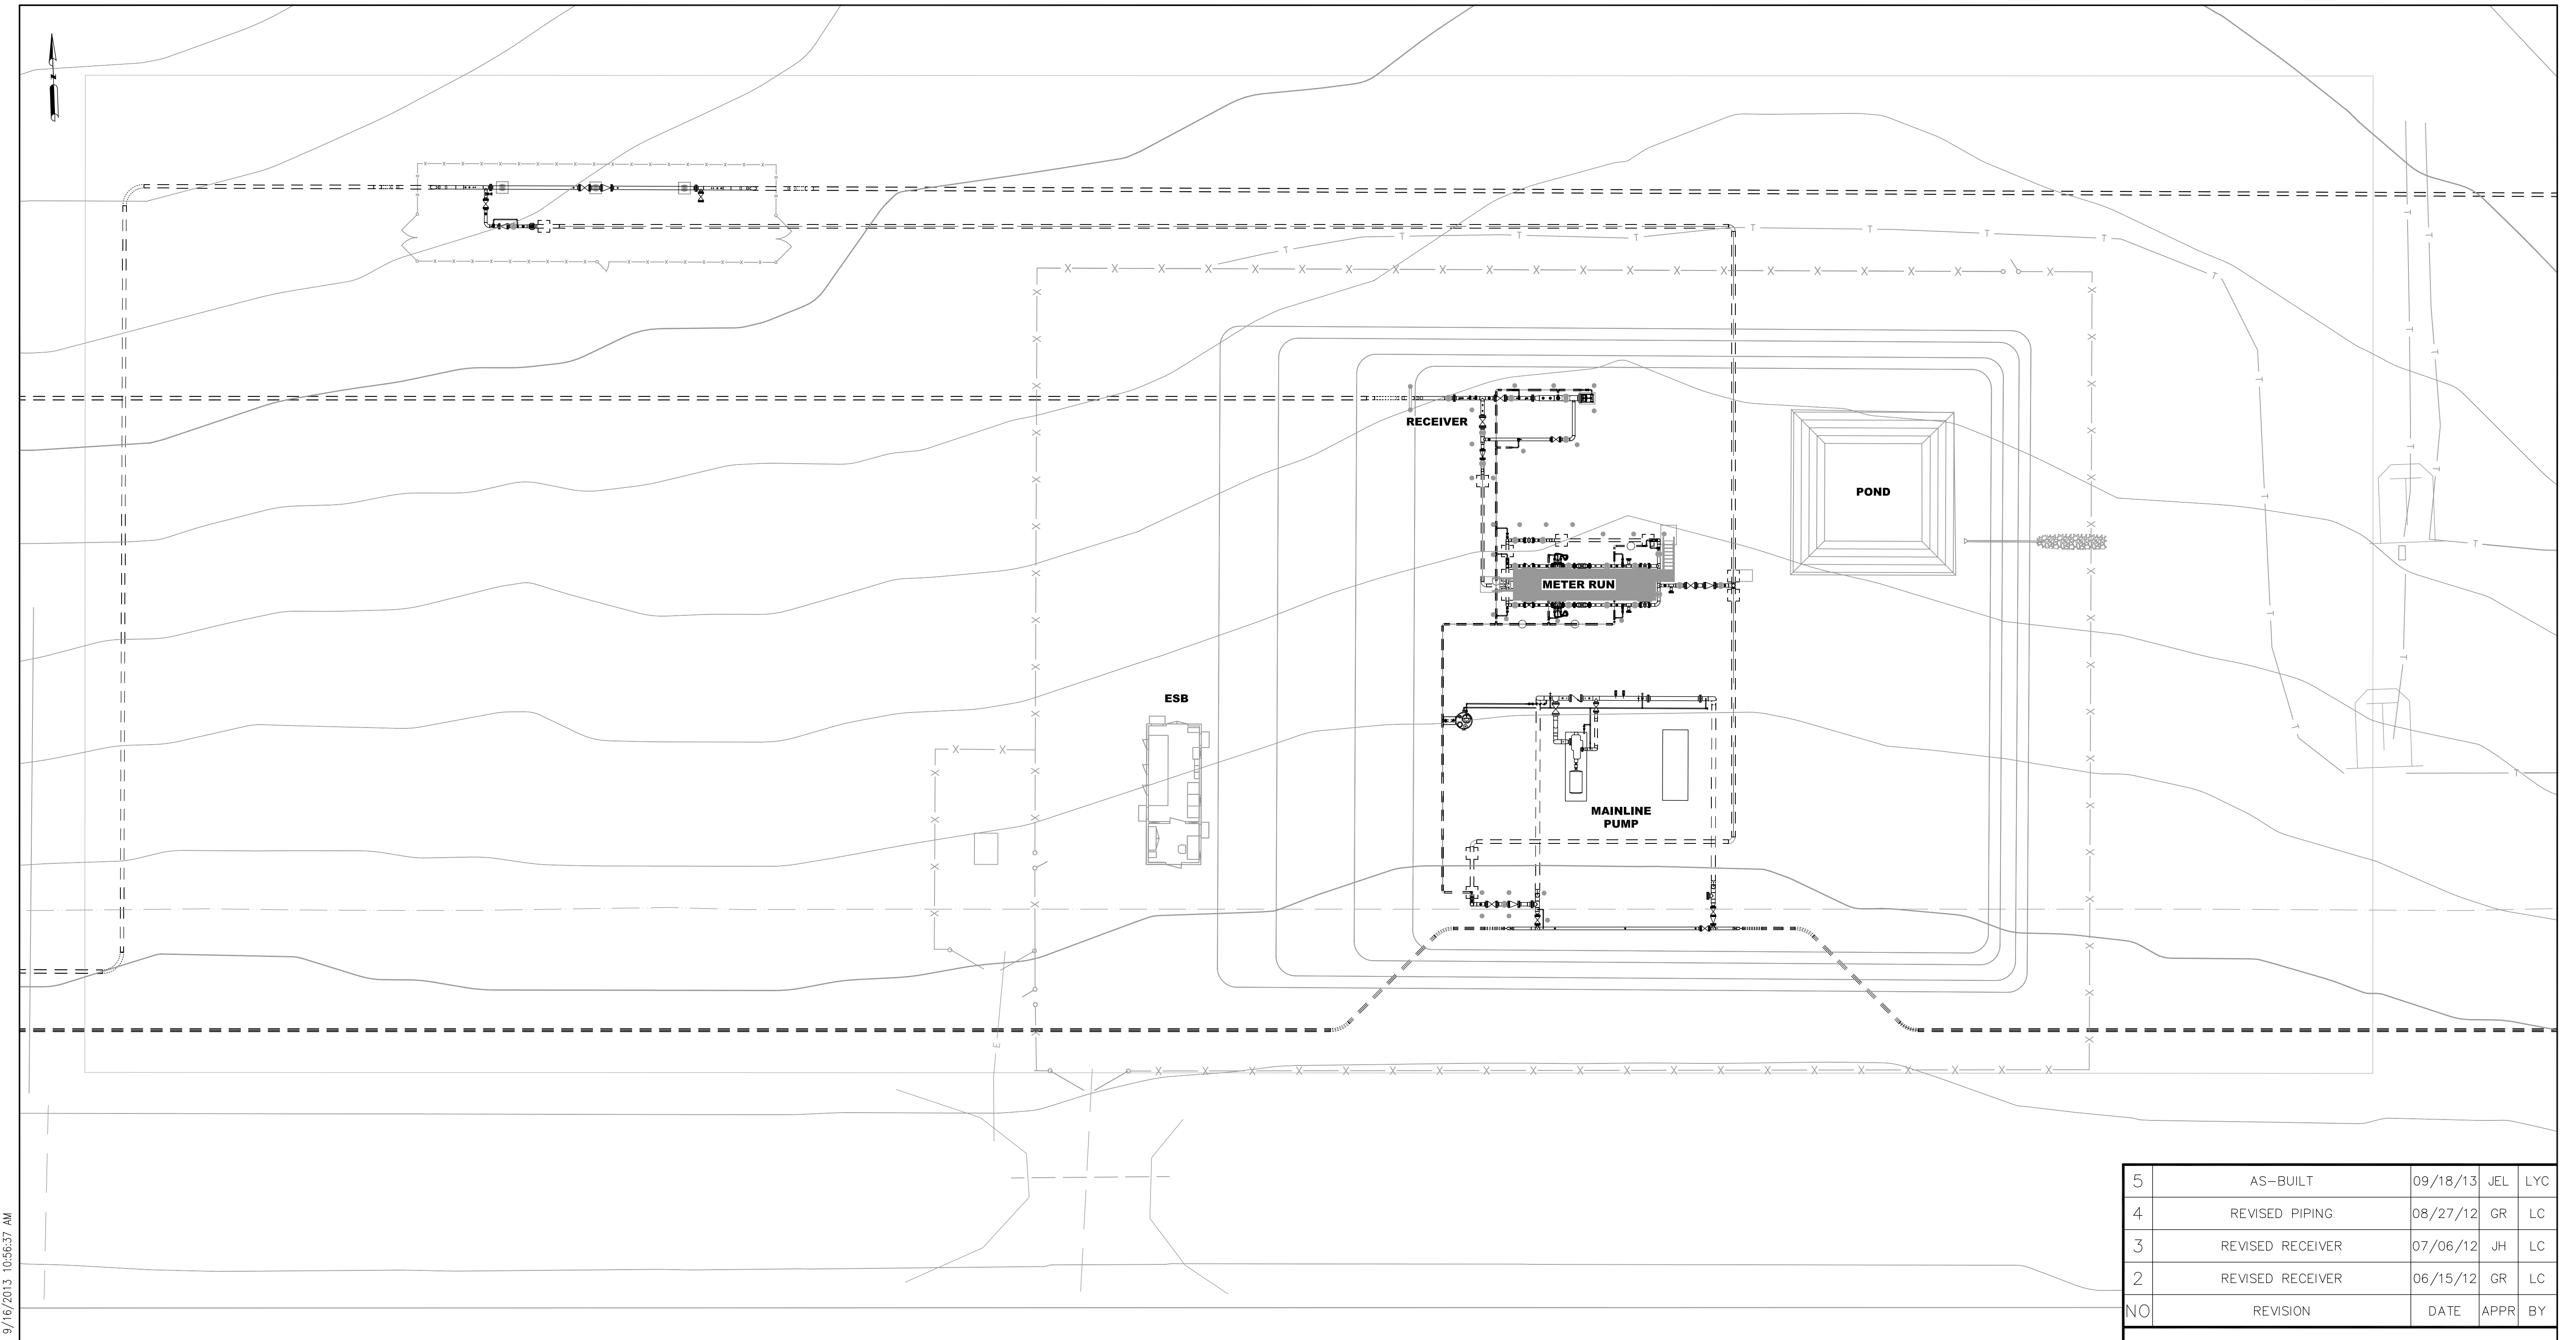 RECEIVER
POND
METER RUN
ESB
MAINLINE
PUMP
5 AS-BUILT 09/18/13 JEL LYC
4 REVISED PIPING 08/27/12 GR LC
3 REVISED RECEIVER 07/06/12 JH LC
2 REVISED RECEIVER 06/15/12 GR LC
NO REVISION DATE APPR BY
9/16/2013 10:56:37 AM